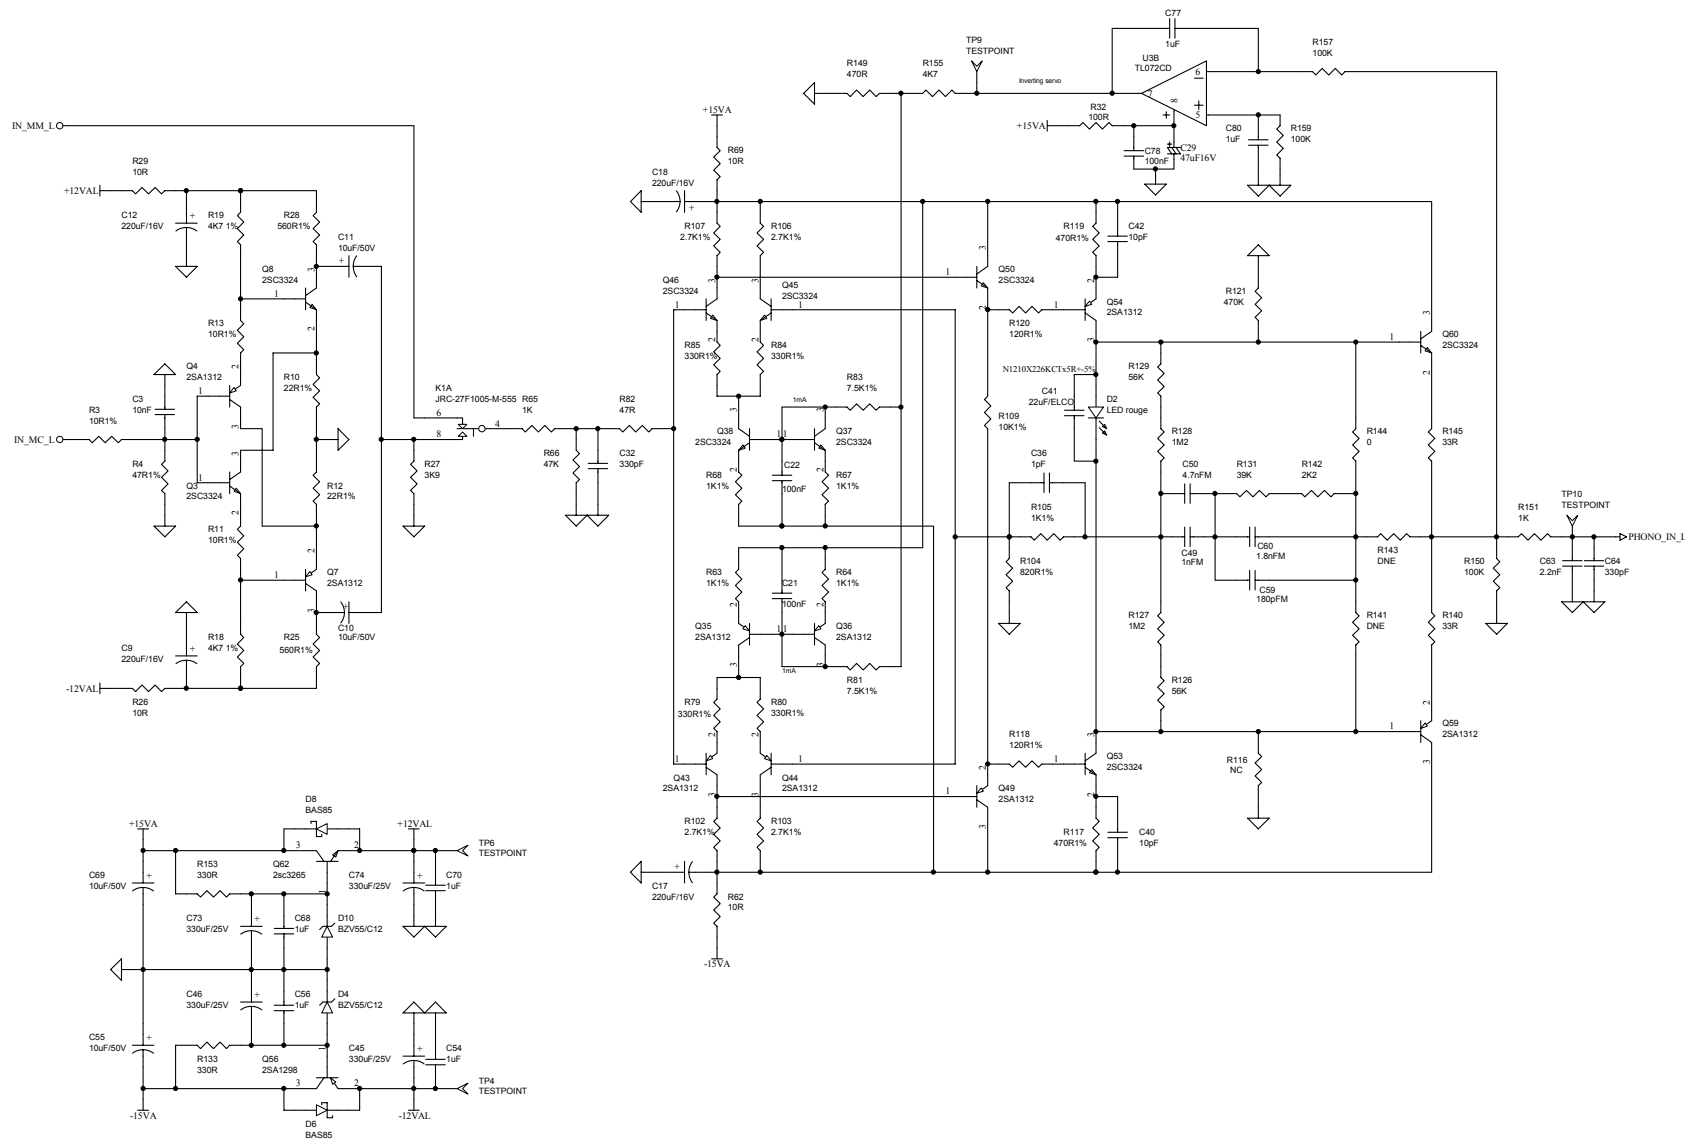 C77
1uF
TP9
TESTPOINT
R157
100K
U3B
TL072CD
R149
470R
R155
4K7
Inverting servo
6
7
8
5
+15VA
R32
100R
+15VA
IN_MM_L
C80
1uF
R159
100K
C78
100nF
C29
47uF16V
R69
10R
R29
10R
C18
220uF/16V
+12VAL
C12
220uF/16V
R19
4K7 1%
R28
560R1%
C11
10uF/50V
R107
2.7K1%
R106
2.7K1%
R119
470R1%
C42
10pF
Q8
2SC3324
Q46
2SC3324
Q45
2SC3324
Q50
2SC3324
Q54
2SA1312
R121
470K
R13
10R1%
R120
120R1%
Q60
2SC3324
R85
330R1%
R84
330R1%
Q4
2SA1312
R10
22R1%
K1A
JRC-27F1005-M-555
R65
1K
R82
47R
R83
7.5K1%
N1210X226KCTx5R+-5%
C41
22uF/ELCO
D2
LED rouge
R129
56K
R3
10R1%
C3
10nF
6
8
4
1mA
R109
10K1%
IN_MC_L
Q38
2SC3324
Q37
2SC3324
R128
1M2
R144
0
R145
33R
R4
47R1%
Q3
2SC3324
R12
22R1%
R27
3K9
R66
47K
C32
330pF
R68
1K1%
C22
100nF
R67
1K1%
C36
1pF
C50
4.7nFM
R131
39K
R142
2K2
R105
1K1%
R151
1K
TP10
TESTPOINT
R11
10R1%
PHONO_IN_L
C49
1nFM
C60
1.8nFM
R143
DNE
R104
820R1%
R150
100K
C63
2.2nF
C64
330pF
Q7
2SA1312
R63
1K1%
C21
100nF
R64
1K1%
C59
180pFM
R127
1M2
R141
DNE
R140
33R
C10
10uF/50V
Q35
2SA1312
Q36
2SA1312
C9
220uF/16V
R18
4K7 1%
R25
560R1%
1mA
R81
7.5K1%
R126
56K
-12VAL
R26
10R
R79
330R1%
R80
330R1%
Q59
2SA1312
R118
120R1%
Q53
2SC3324
R116
NC
Q43
2SA1312
Q44
2SA1312
Q49
2SA1312
D8
BAS85
+15VA
+12VAL
R102
2.7K1%
R103
2.7K1%
R117
470R1%
C40
10pF
TP6
TESTPOINT
C69
10uF/50V
R153
330R
Q62
2sc3265
C74
330uF/25V
C70
1uF
C17
220uF/16V
R62
10R
C73
330uF/25V
C68
1uF
D10
BZV55/C12
-15VA
C46
330uF/25V
C56
1uF
D4
BZV55/C12
C55
10uF/50V
R133
330R
Q56
2SA1298
C45
330uF/25V
C54
1uF
TP4
TESTPOINT
-15VA
-12VAL
D6
BAS85